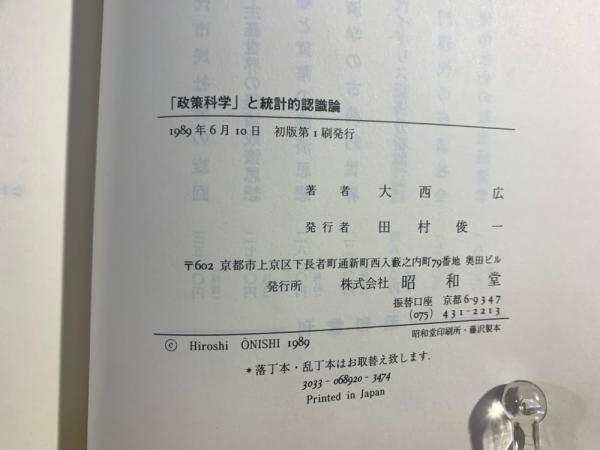 「政策科学」と統計的認識論
1989年6月10日 初版第1刷発行
著者 大西 広
発行者 田村俊一
〒602 京都市上京区下長者町通新町西入藪之内町79番地 奥田ビル
発行所 株式会社 昭和堂
振替口座 京都6-9347
(075) 431-2213
© Hiroshi ŌNISHI 1989
昭和堂印刷所・藤沢製本
*落丁本・乱丁本はお取替え致します.
3033-068920-3474
Printed in Japan